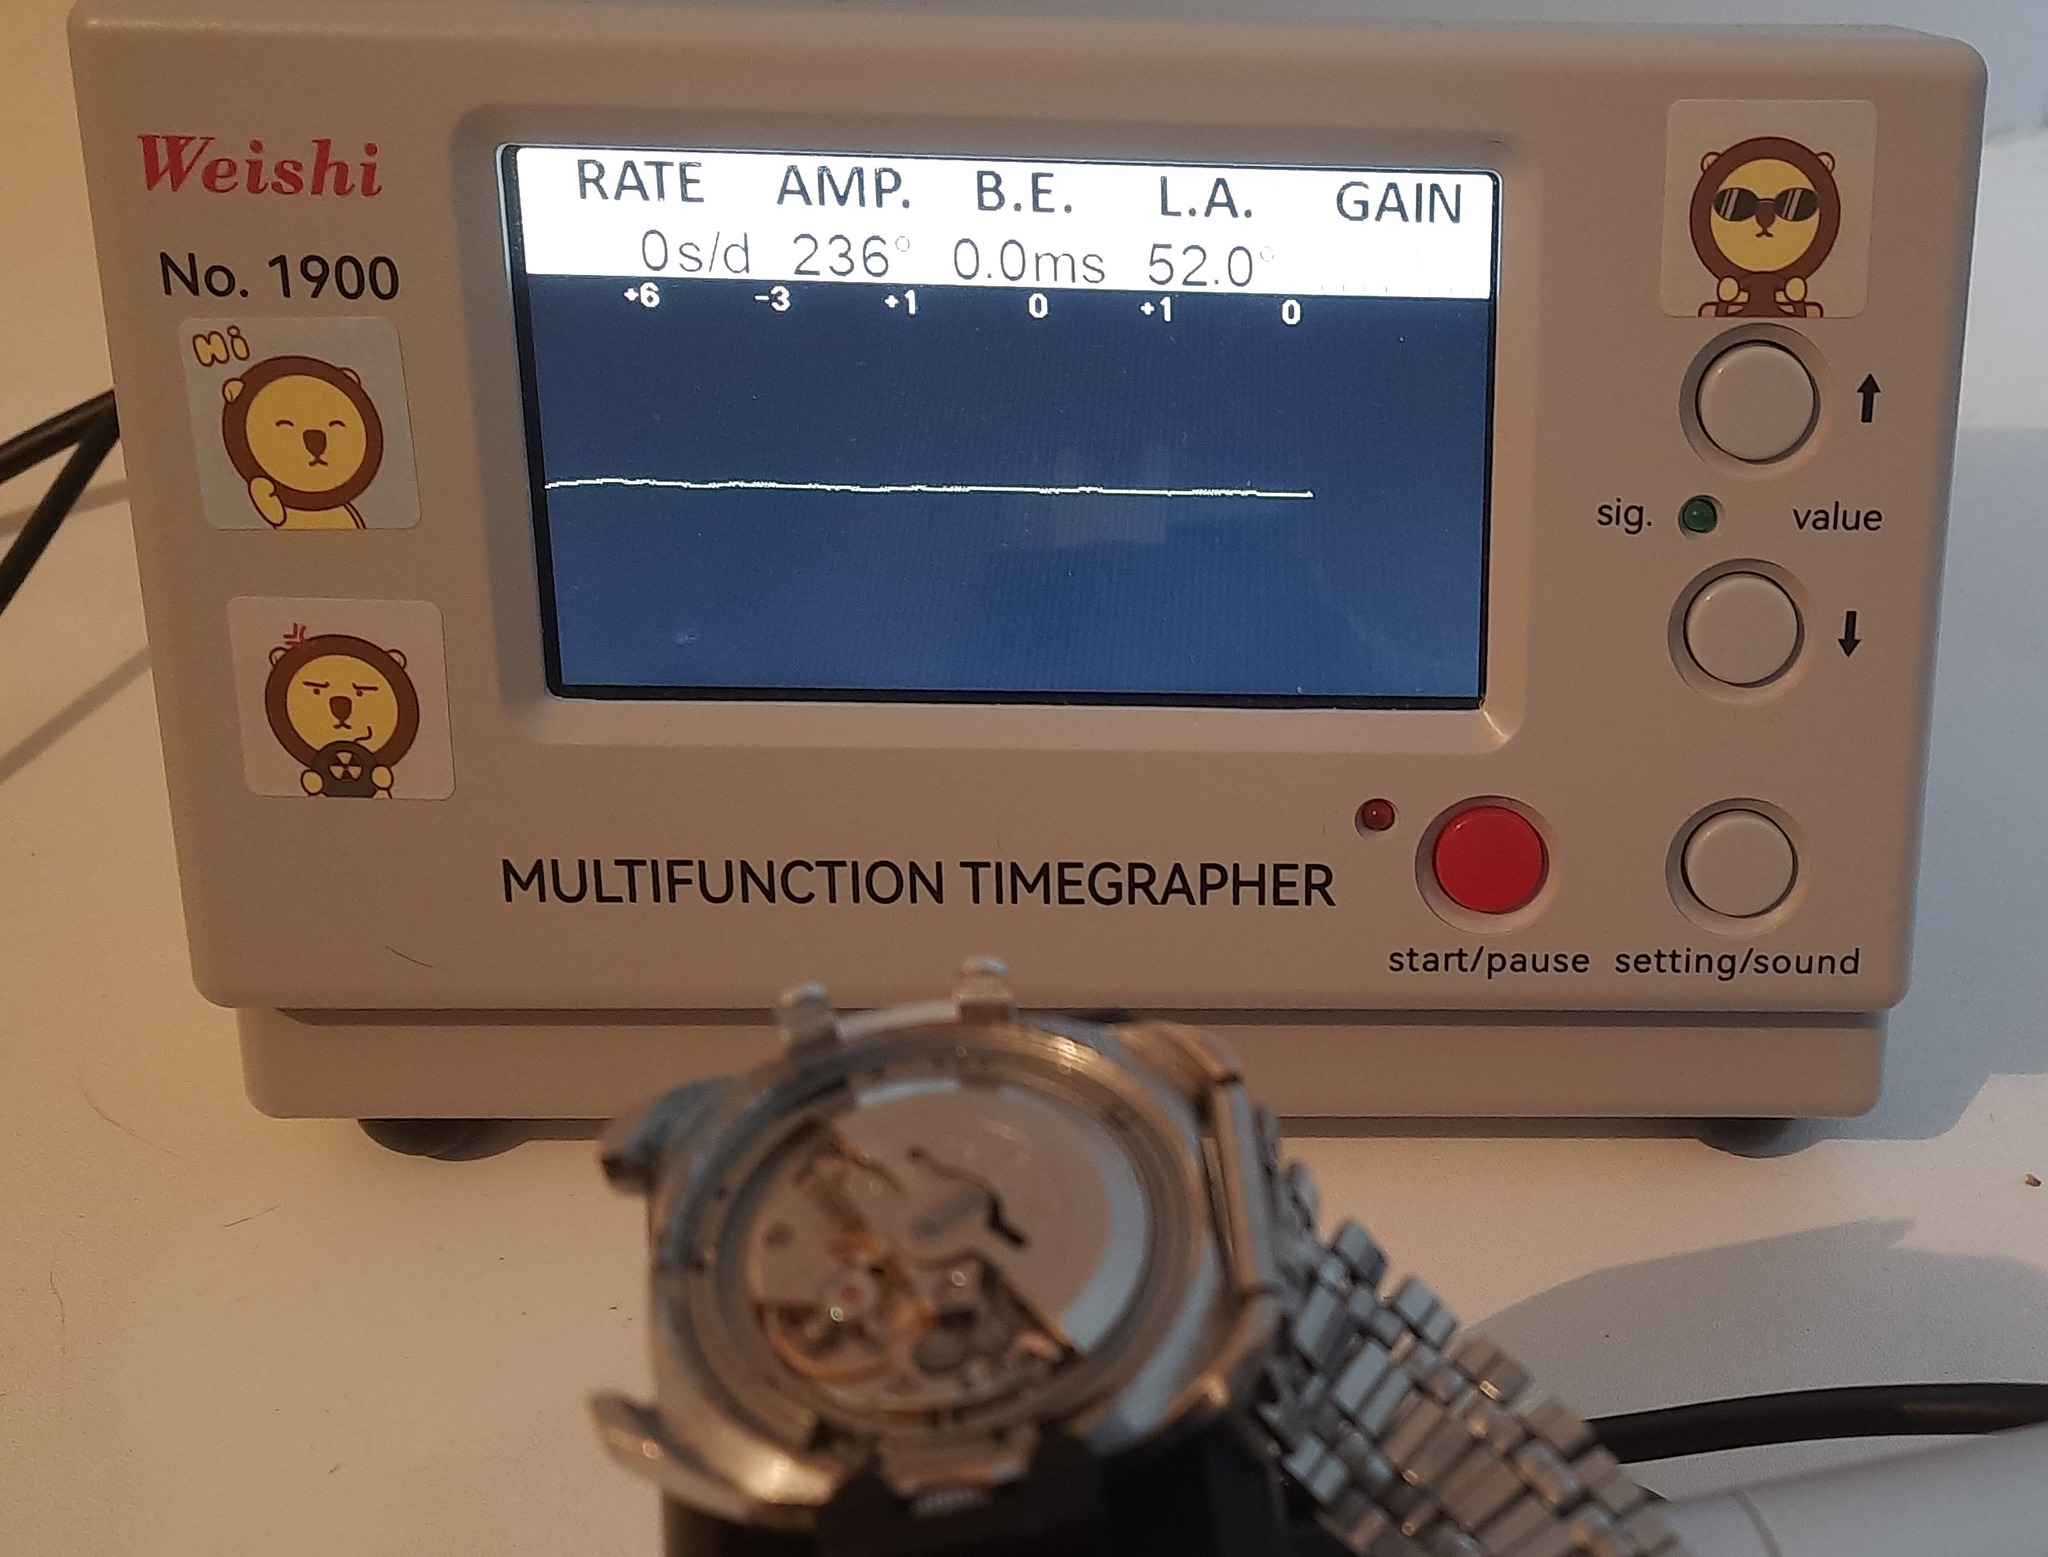 Weishi
No. 1900
Hi
RATE AMP. B.E. L.A. GAIN
0s/d 236° 0.0ms 52.0°
+6 -3 +1 0 +1 0
↑
sig. value
↓
MULTIFUNCTION TIMEGRAPHER
start/pause setting/sound